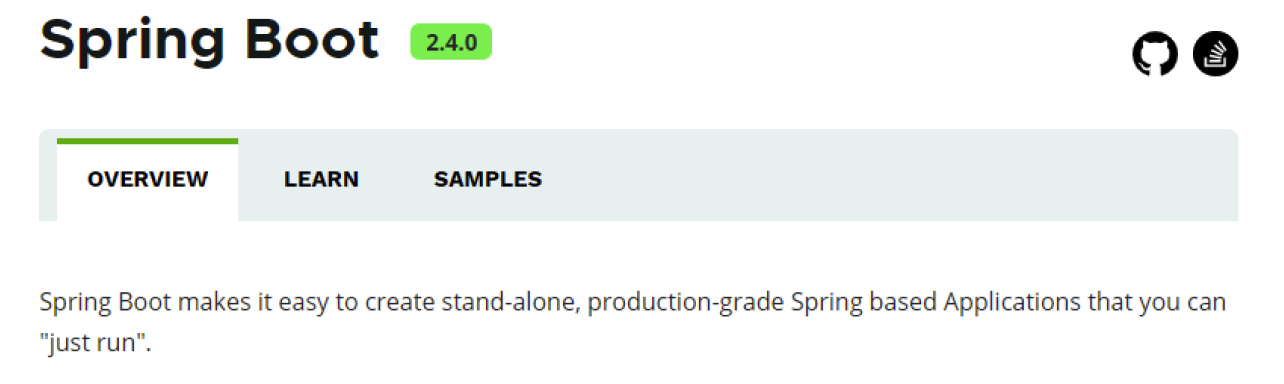 Spring Boot 2.4.0
OVERVIEW LEARN SAMPLES
Spring Boot makes it easy to create stand-alone, production-grade Spring based Applications that you can
"just run".